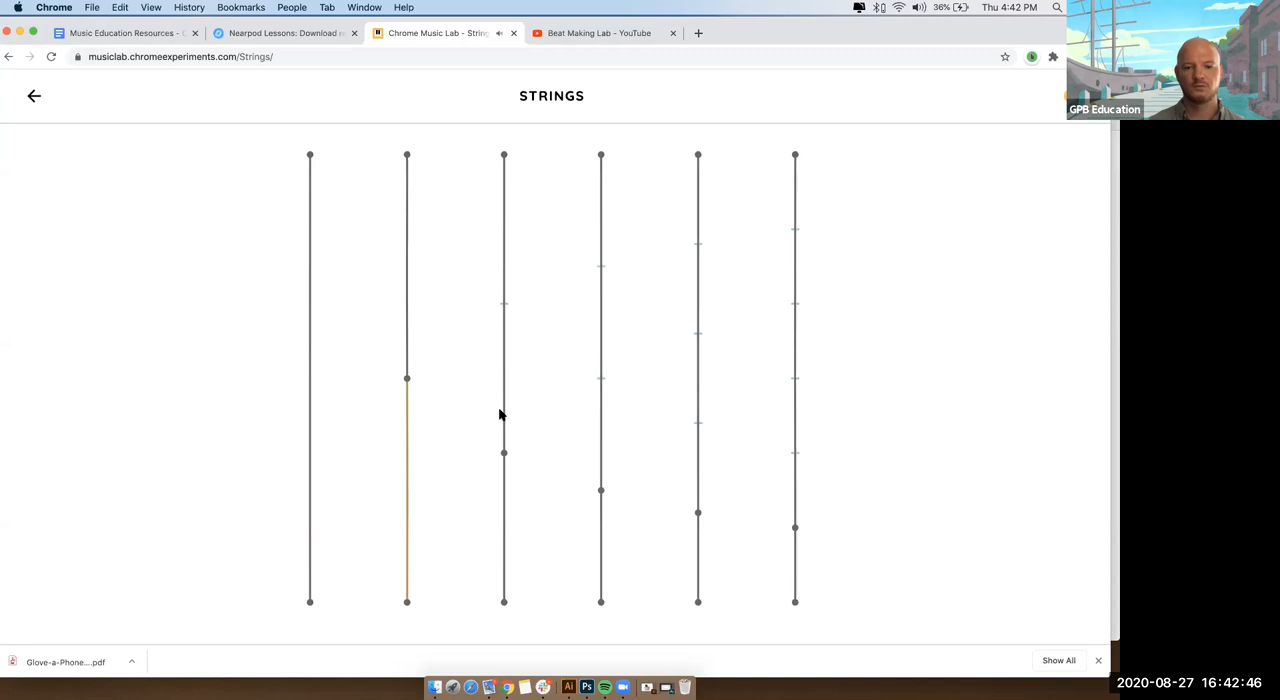 Chrome File Edit View History Bookmarks People Tab Window Help 36% Thu 4:42 PM
Music Education Resources - Nearpod Lessons: Download Chrome Music Lab - String Beat Making Lab - YouTube
musiclab.chromeexperiments.com/Strings/
GPB Education
STRINGS
Glove-a-Phone....pdf Show All
Ai Ps
2020-08-27 16:42:46